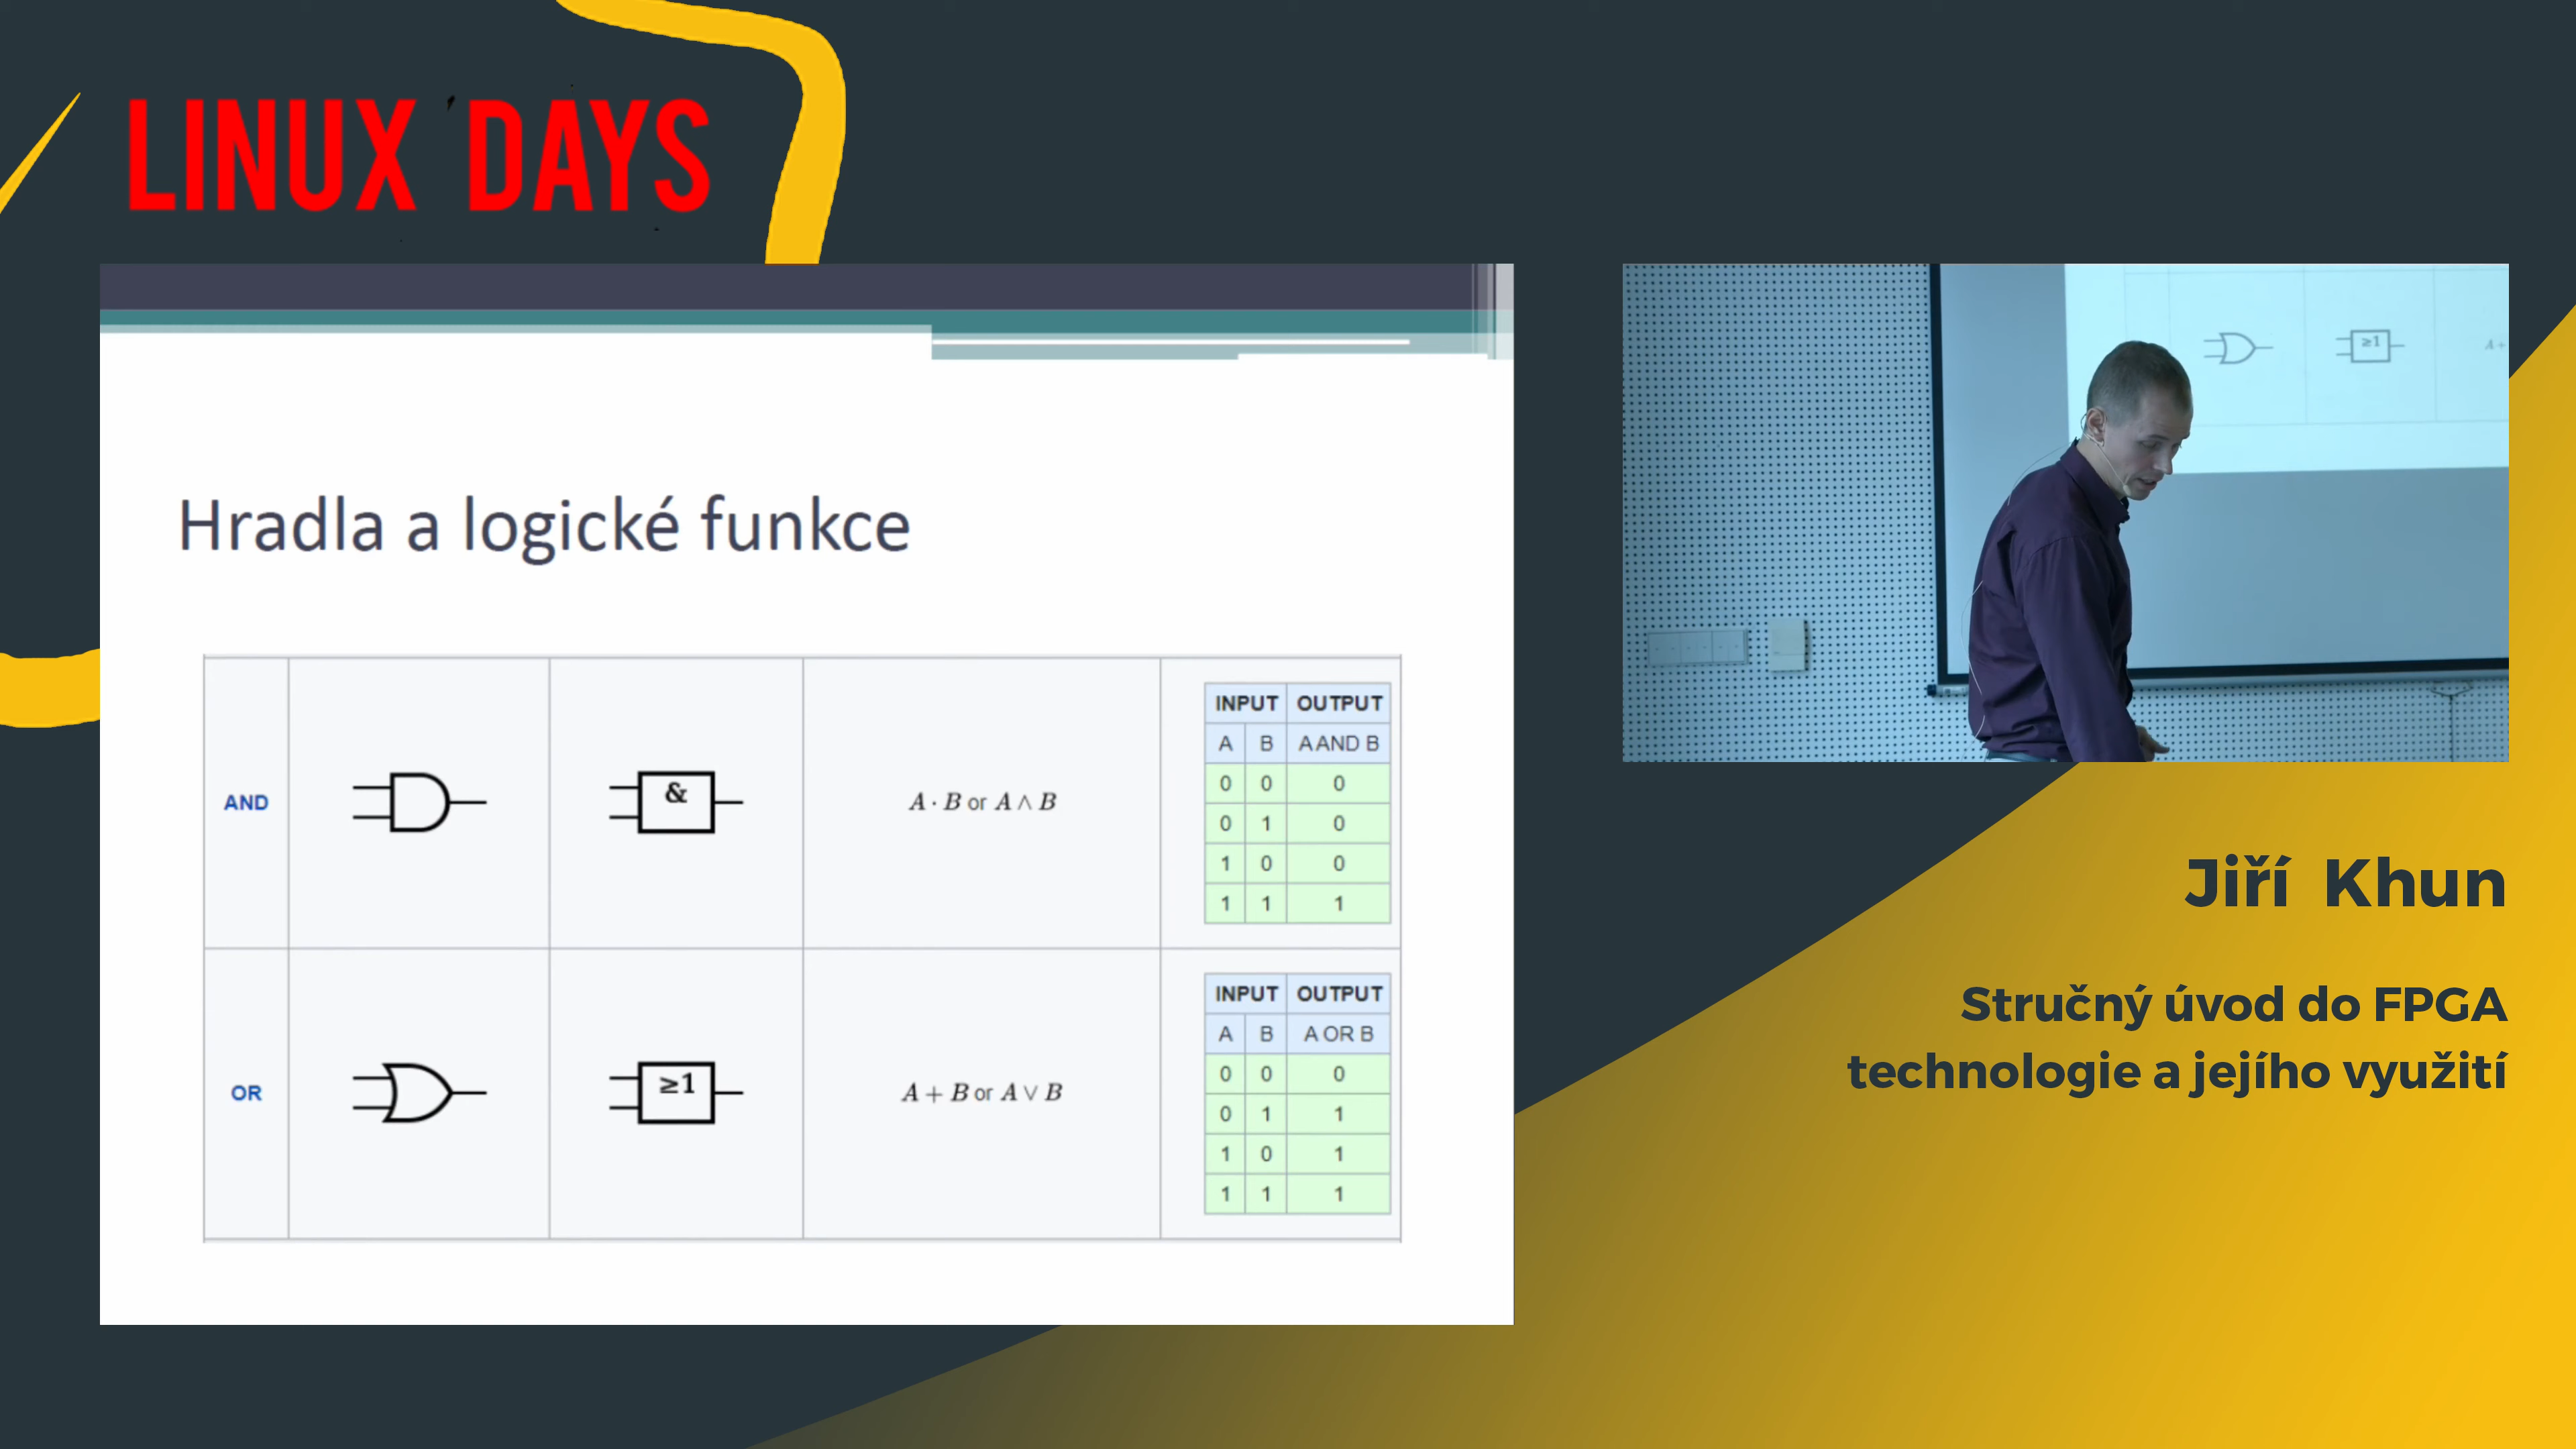 LINUX DAYS
Hradla a logické funkce
AND
&
A · B or A ∧ B
INPUT OUTPUT
A B A AND B
0 0 0
0 1 0
1 0 0
1 1 1
OR
≥1
A + B or A ∨ B
INPUT OUTPUT
A B A OR B
0 0 0
0 1 1
1 0 1
1 1 1
≥1
A +
Jiří Khun
Stručný úvod do FPGA
technologie a jejího využití